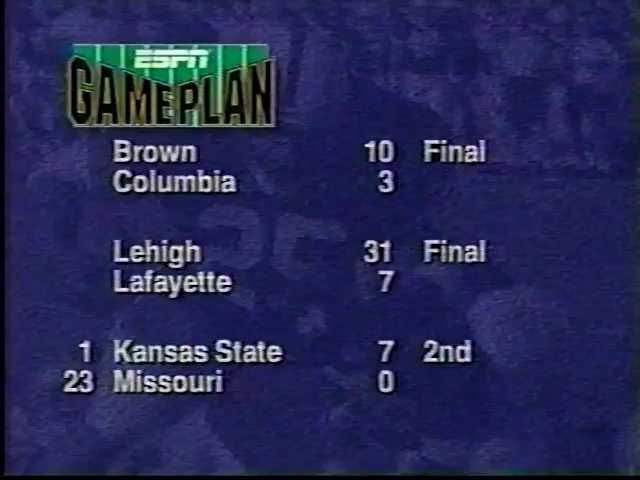 ESPN
GAMEPLAN
Brown 10 Final
Columbia 3
Lehigh 31 Final
Lafayette 7
1 Kansas State 7 2nd
23 Missouri 0